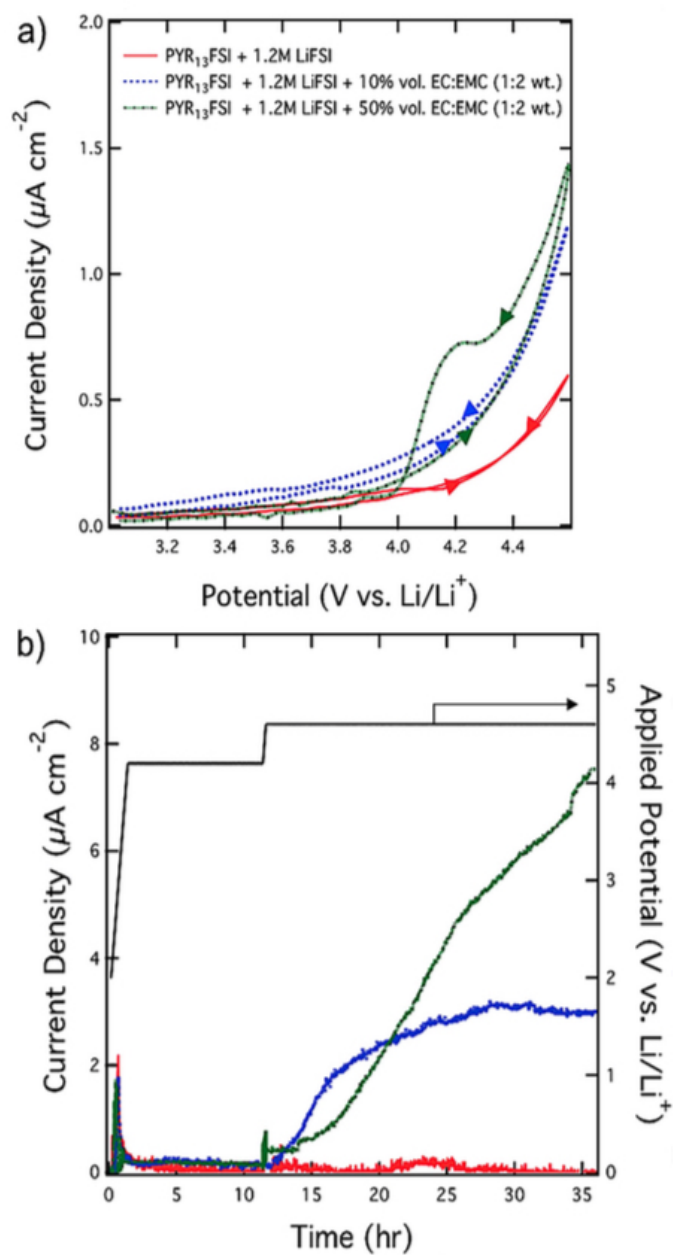 a)
2.0
1.5
1.0
0.5
0.0
Current Density (μA cm⁻²)
PYR₁₃FSI + 1.2M LiFSI
PYR₁₃FSI + 1.2M LiFSI + 10% vol. EC:EMC (1:2 wt.)
PYR₁₃FSI + 1.2M LiFSI + 50% vol. EC:EMC (1:2 wt.)
3.2 3.4 3.6 3.8 4.0 4.2 4.4
Potential (V vs. Li/Li⁺)
b)
10
8
6
4
2
0
Current Density (μA cm⁻²)
5
4
3
2
1
0
Applied Potential (V vs. Li/Li⁺)
0 5 10 15 20 25 30 35
Time (hr)